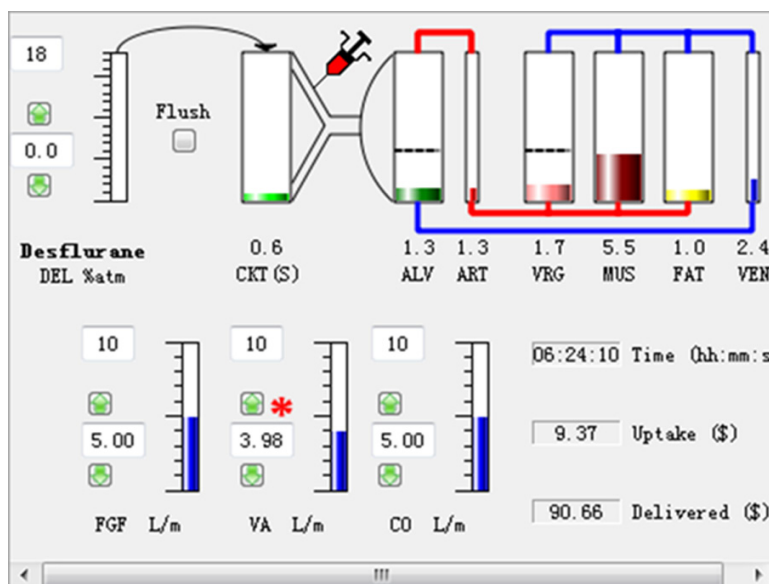 18
Flush
0.0
Desflurane
DEL %atm
0.6 1.3 1.3 1.7 5.5 1.0 2.4
CKT(S) ALV ART VRG MUS FAT VEN
10 10 10
06:24:10 Time (hh:mm:s
*
5.00 3.98 5.00
9.37 Uptake ($)
90.66 Delivered ($)
FGF L/m VA L/m CO L/m